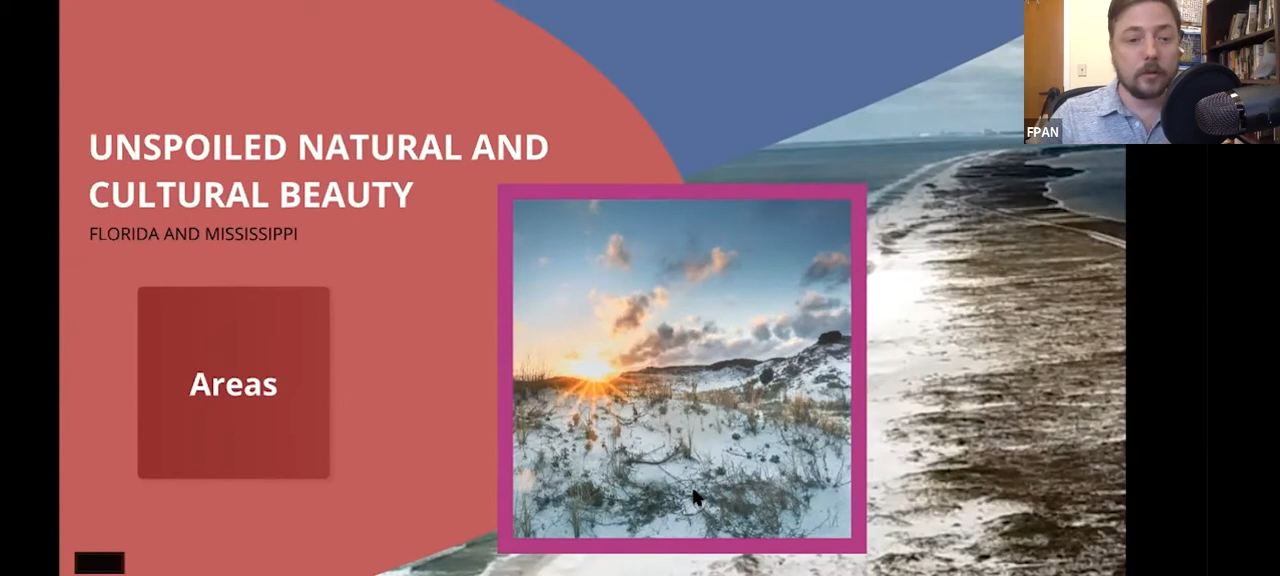 UNSPOILED NATURAL AND
CULTURAL BEAUTY
FLORIDA AND MISSISSIPPI
Areas
FPAN